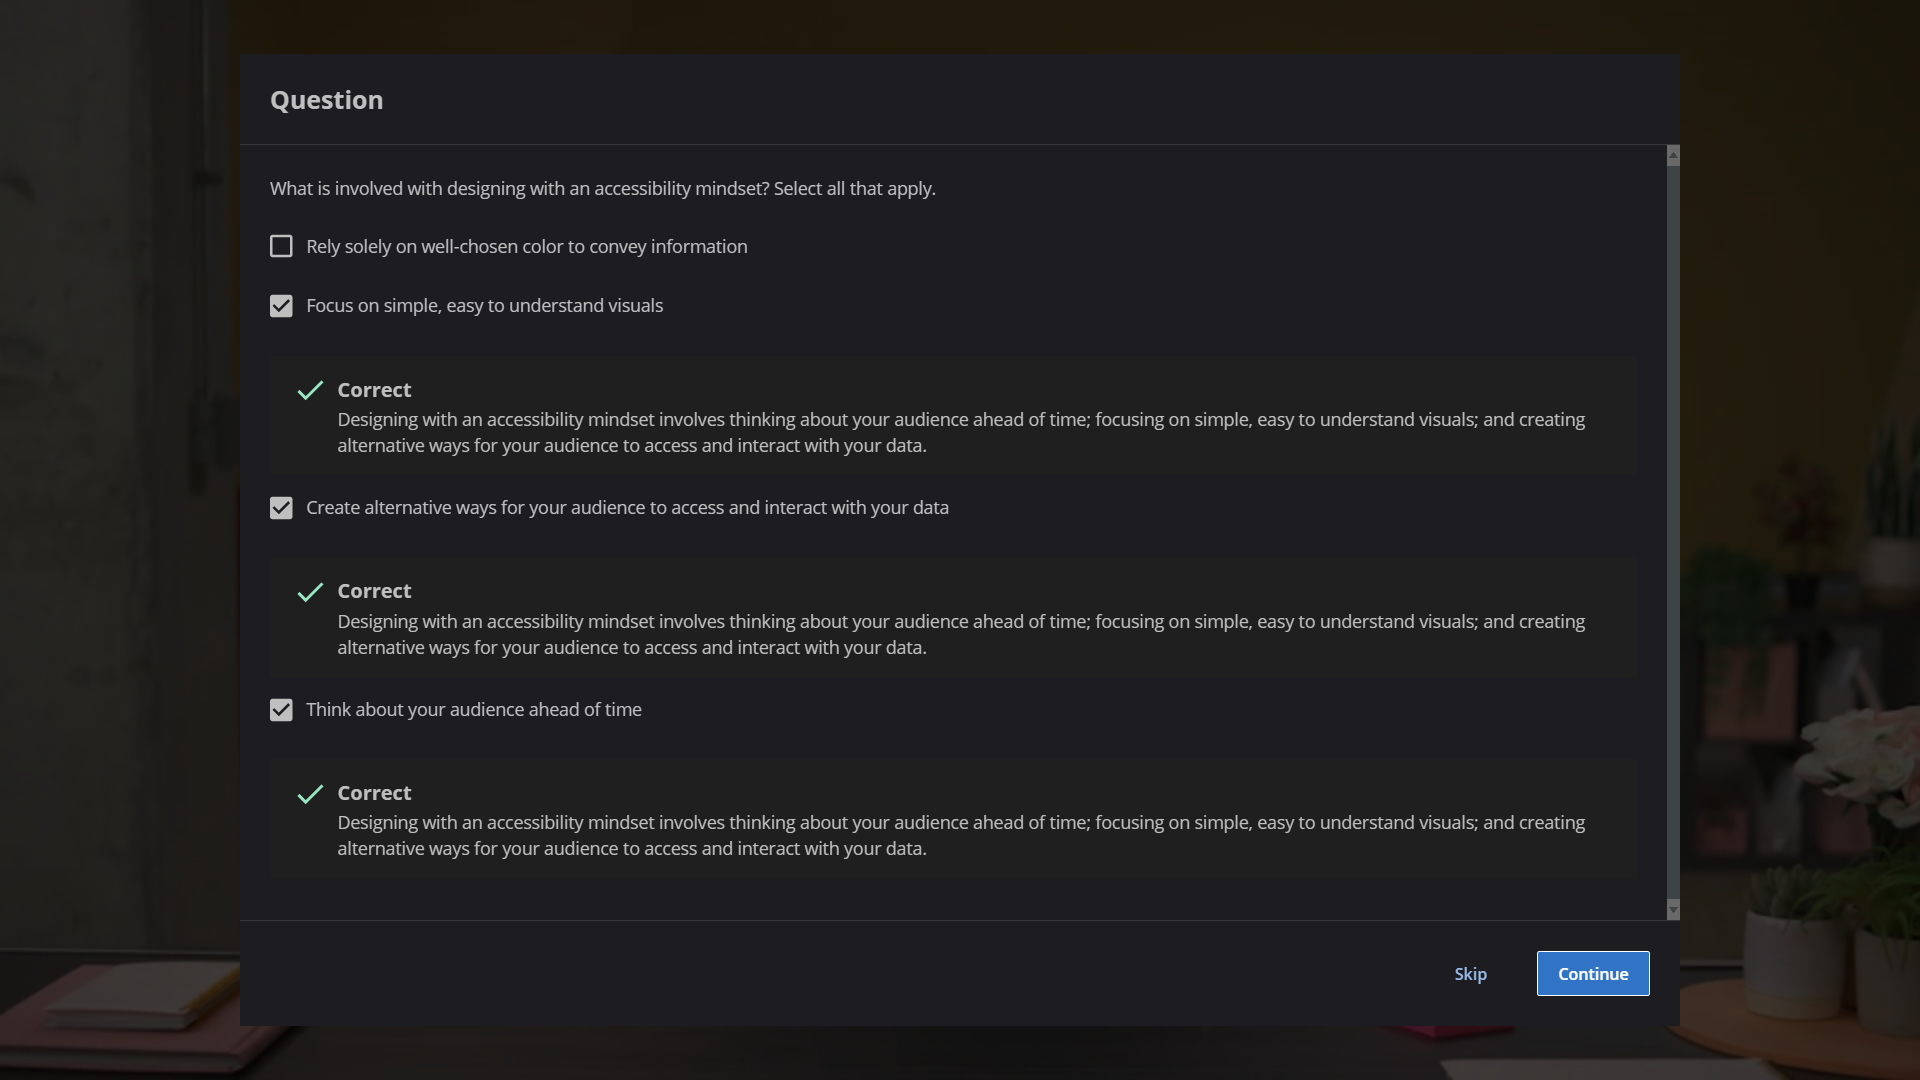 Question
What is involved with designing with an accessibility mindset? Select all that apply.
Rely solely on well-chosen color to convey information
Focus on simple, easy to understand visuals
Correct
Designing with an accessibility mindset involves thinking about your audience ahead of time; focusing on simple, easy to understand visuals; and creating
alternative ways for your audience to access and interact with your data.
Create alternative ways for your audience to access and interact with your data
Correct
Designing with an accessibility mindset involves thinking about your audience ahead of time; focusing on simple, easy to understand visuals; and creating
alternative ways for your audience to access and interact with your data.
Think about your audience ahead of time
Correct
Designing with an accessibility mindset involves thinking about your audience ahead of time; focusing on simple, easy to understand visuals; and creating
alternative ways for your audience to access and interact with your data.
Skip
Continue